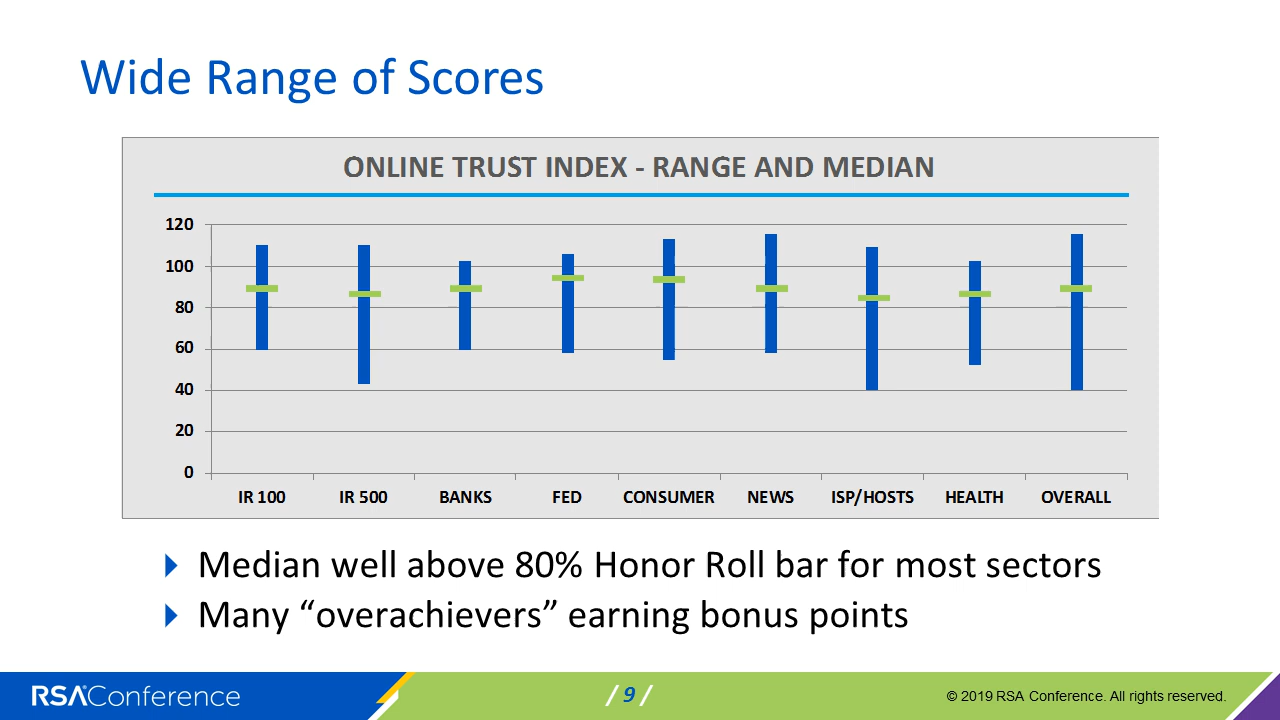 Wide Range of Scores
ONLINE TRUST INDEX - RANGE AND MEDIAN
120
100
80
60
40
20
0
IR 100 IR 500 BANKS FED CONSUMER NEWS ISP/HOSTS HEALTH OVERALL
Median well above 80% Honor Roll bar for most sectors
Many “overachievers” earning bonus points
RSAConference / 9 / © 2019 RSA Conference. All rights reserved.